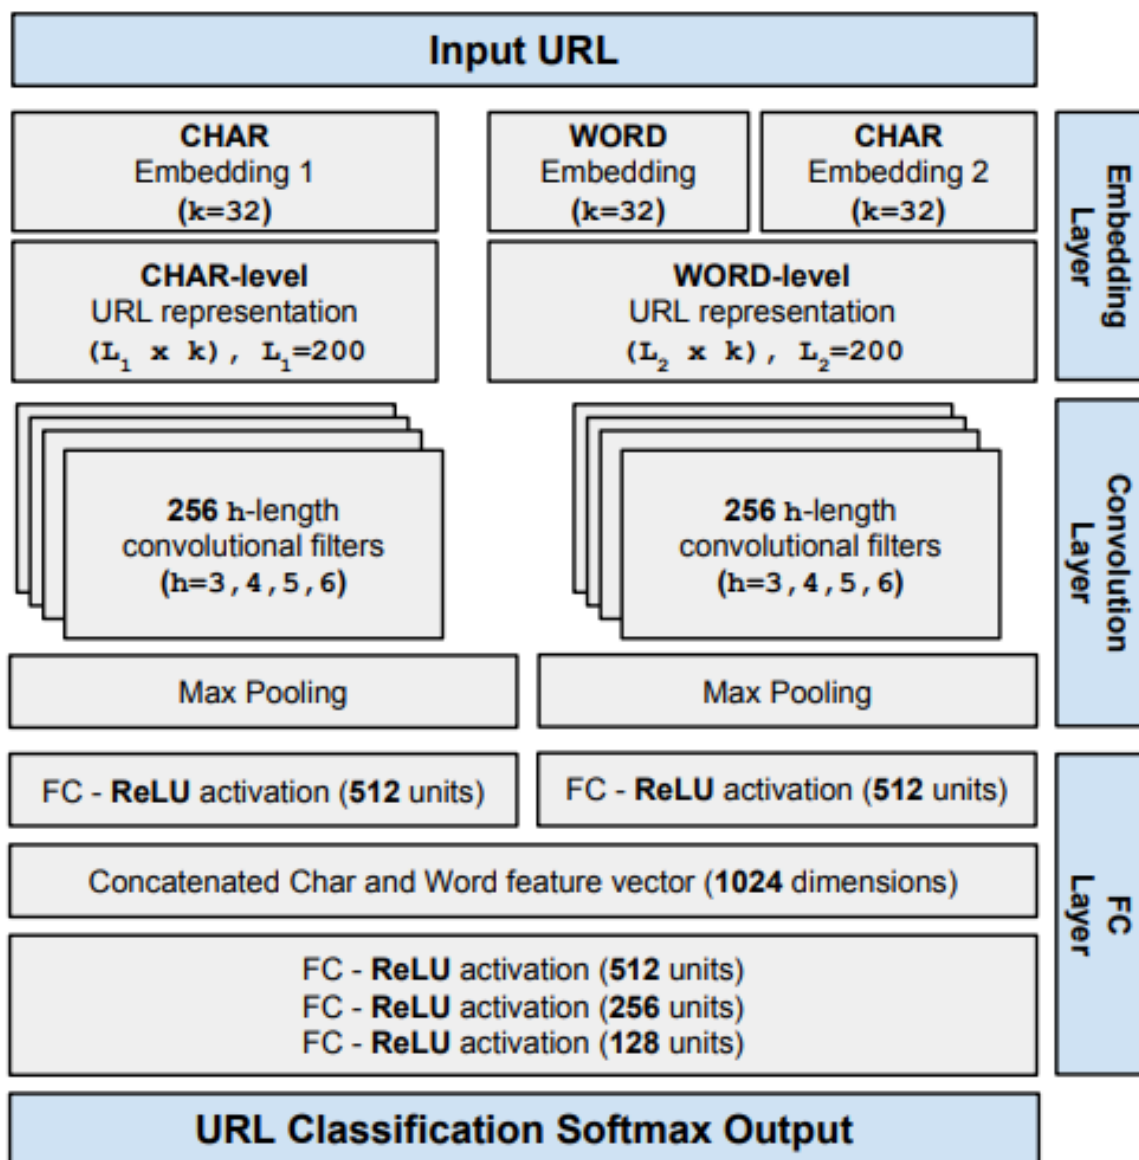 Input URL
CHAR
Embedding 1
(k=32)
WORD
Embedding
(k=32)
CHAR
Embedding 2
(k=32)
CHAR-level
URL representation
(L₁ x k), L₁=200
WORD-level
URL representation
(L₂ x k), L₂=200
Embedding
Layer
256 h-length
convolutional filters
(h=3,4,5,6)
256 h-length
convolutional filters
(h=3,4,5,6)
Max Pooling
Max Pooling
Convolution
Layer
FC - ReLU activation (512 units)
FC - ReLU activation (512 units)
Concatenated Char and Word feature vector (1024 dimensions)
FC - ReLU activation (512 units)
FC - ReLU activation (256 units)
FC - ReLU activation (128 units)
FC
Layer
URL Classification Softmax Output